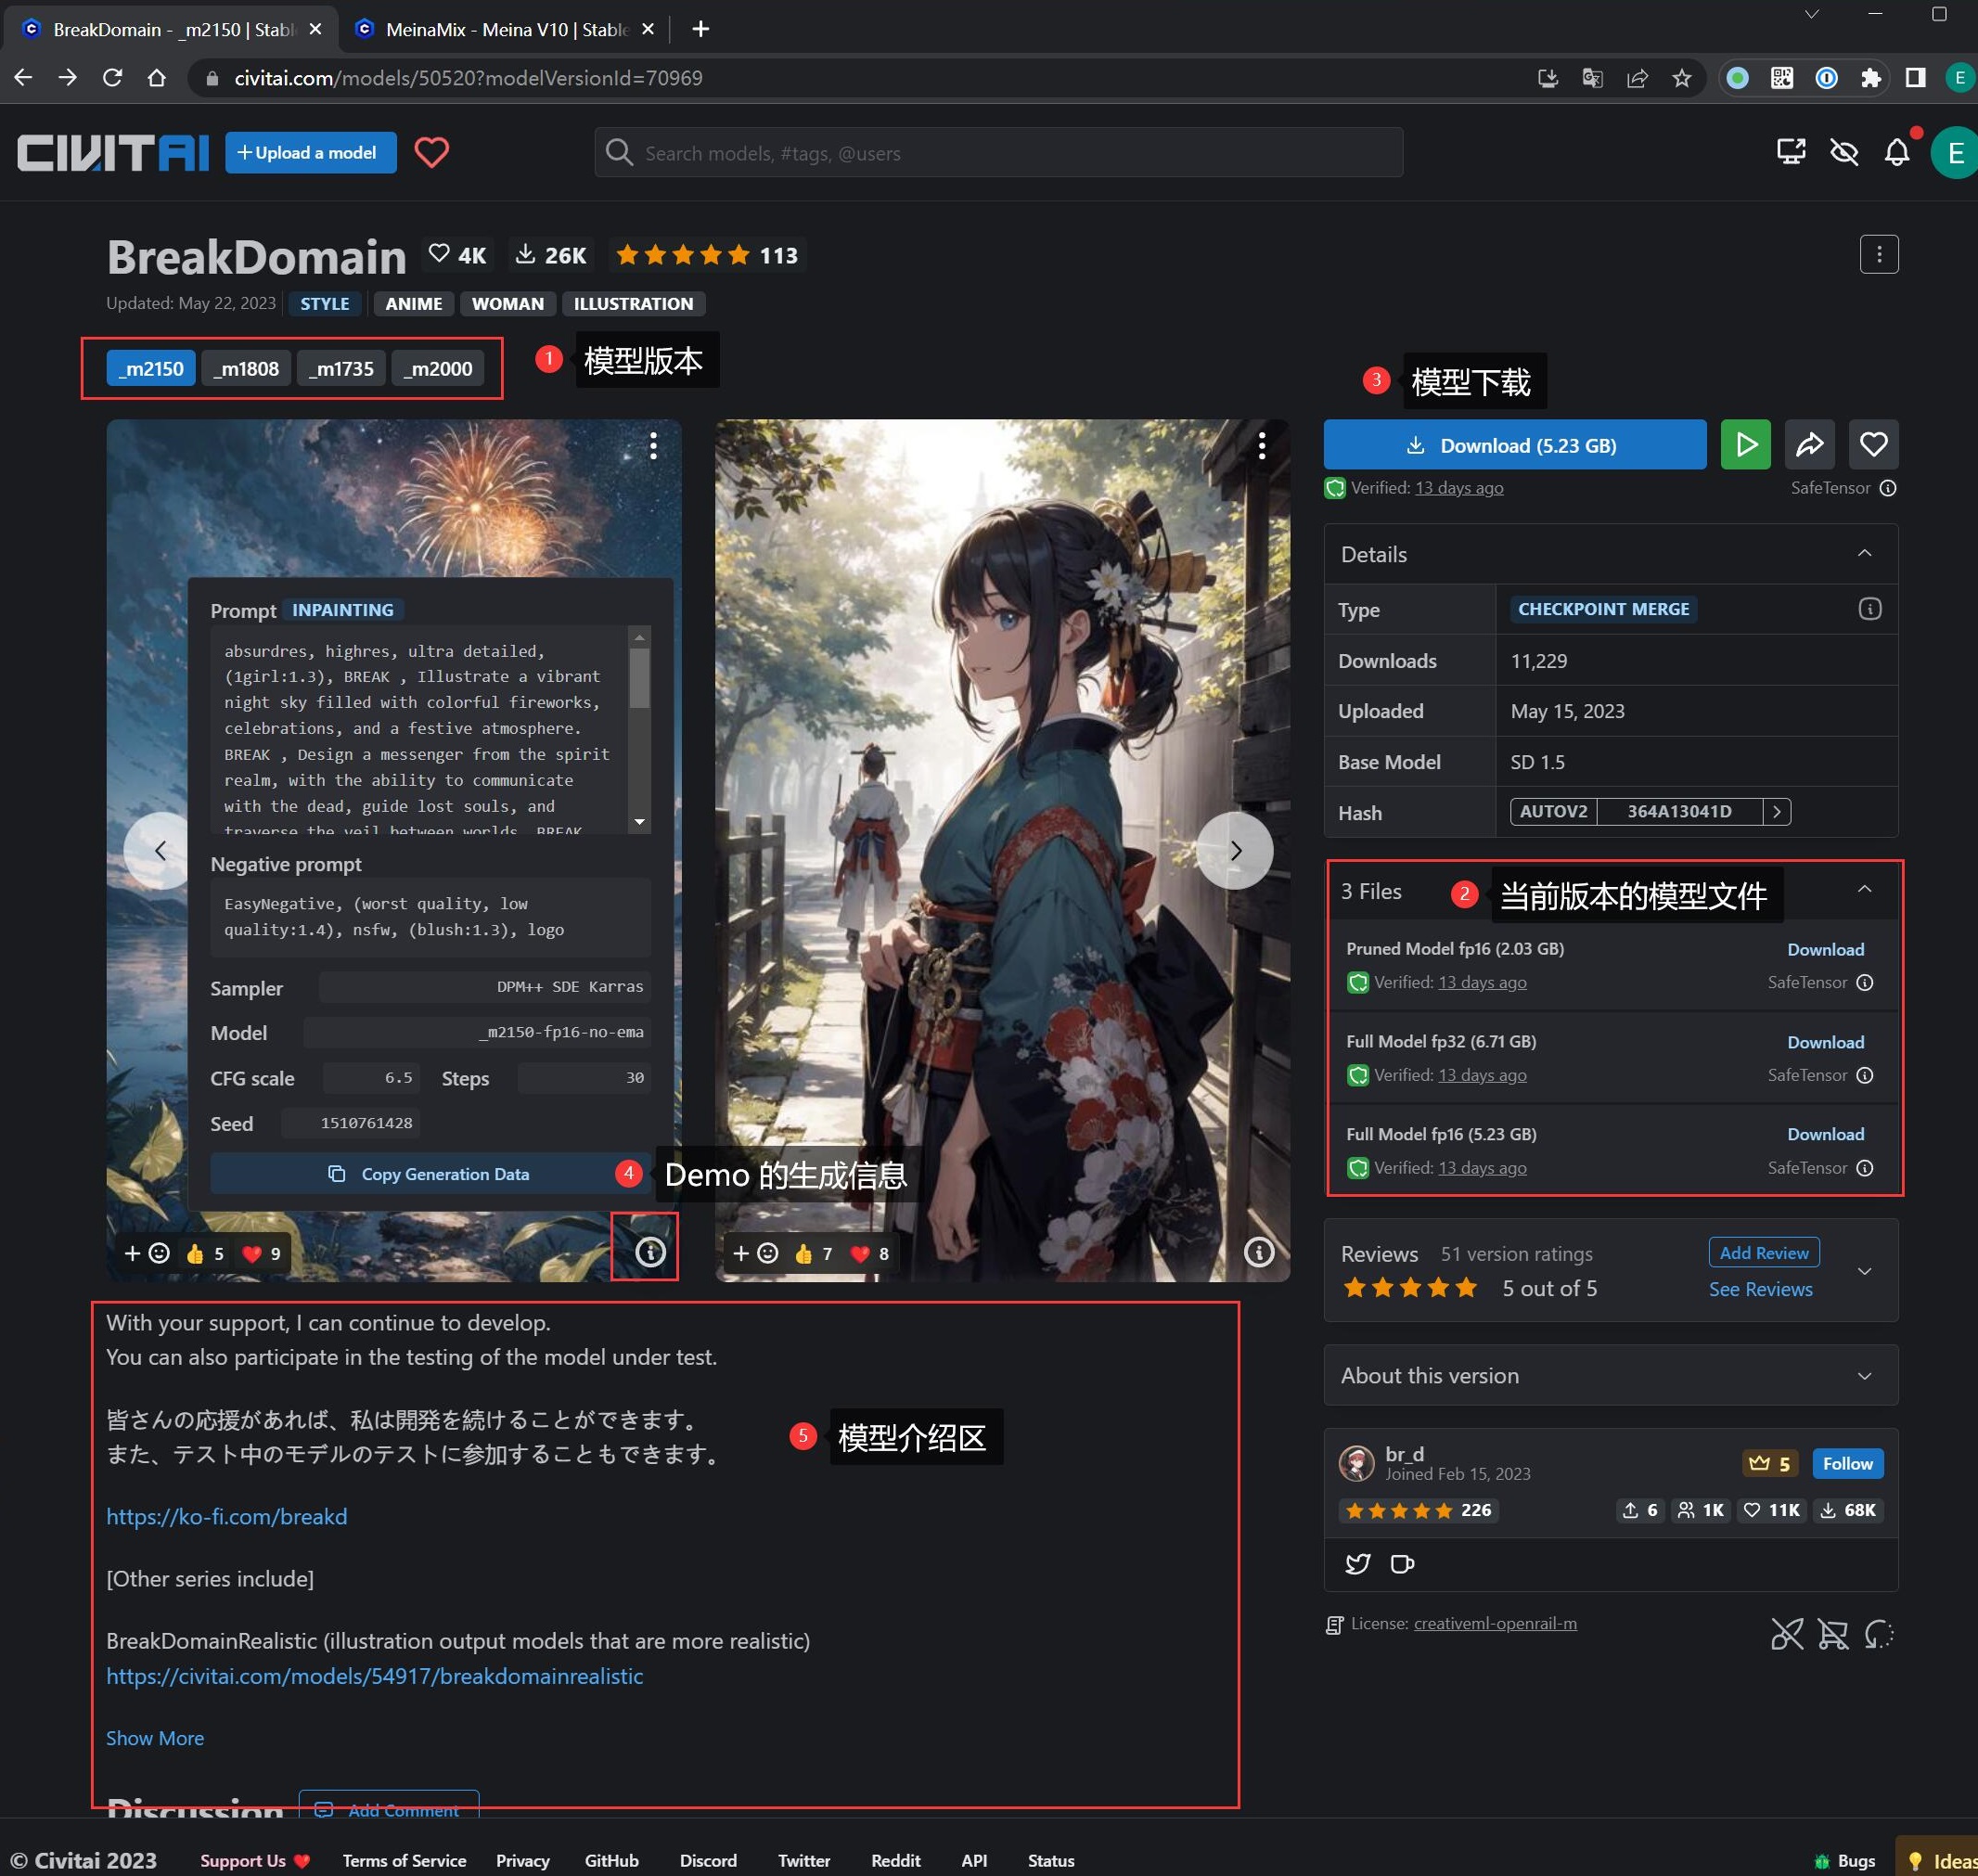 BreakDomain - _m2150 | Stabl
MeinaMix - Meina V10 | Stable
civitai.com/models/50520?modelVersionId=70969
E
CIVITAI
+ Upload a model
Search models, #tags, @users
E
BreakDomain
4K
26K
113
Updated: May 22, 2023
STYLE
ANIME
WOMAN
ILLUSTRATION
_m2150
_m1808
_m1735
_m2000
1 模型版本
3 模型下载
Download (5.23 GB)
Verified: 13 days ago
SafeTensor
Details
Type
CHECKPOINT MERGE
Downloads
11,229
Uploaded
May 15, 2023
Base Model
SD 1.5
Hash
AUTOV2
364A13041D
Prompt
INPAINTING
absurdres, highres, ultra detailed,
(1girl:1.3), BREAK , Illustrate a vibrant
night sky filled with colorful fireworks,
celebrations, and a festive atmosphere.
BREAK , Design a messenger from the spirit
realm, with the ability to communicate
with the dead, guide lost souls, and
traverse the veil between worlds. BREAK
Negative prompt
EasyNegative, (worst quality, low
quality:1.4), nsfw, (blush:1.3), logo
Sampler
DPM++ SDE Karras
Model
_m2150-fp16-no-ema
CFG scale
6.5
Steps
30
Seed
1510761428
Copy Generation Data
4 Demo 的生成信息
5
9
7
8
3 Files
2 当前版本的模型文件
Pruned Model fp16 (2.03 GB)
Download
Verified: 13 days ago
SafeTensor
Full Model fp32 (6.71 GB)
Download
Verified: 13 days ago
SafeTensor
Full Model fp16 (5.23 GB)
Download
Verified: 13 days ago
SafeTensor
Reviews
51 version ratings
Add Review
5 out of 5
See Reviews
About this version
br_d
Joined Feb 15, 2023
5
Follow
226
6
1K
11K
68K
License: creativeml-openrail-m
With your support, I can continue to develop.
You can also participate in the testing of the model under test.
皆さんの応援があれば、私は開発を続けることができます。
また、テスト中のモデルのテストに参加することもできます。
5 模型介绍区
https://ko-fi.com/breakd
[Other series include]
BreakDomainRealistic (illustration output models that are more realistic)
https://civitai.com/models/54917/breakdomainrealistic
Show More
Discussion
Add Comment
© Civitai 2023
Support Us
Terms of Service
Privacy
GitHub
Discord
Twitter
Reddit
API
Status
Bugs
Ideas